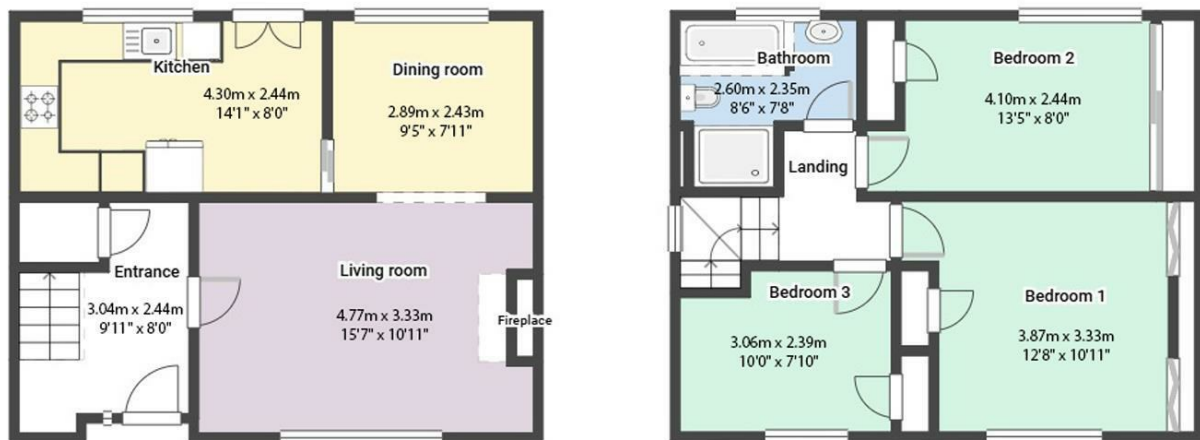 Kitchen
4.30m x 2.44m
14'1" x 8'0"
Dining room
2.89m x 2.43m
9'5" x 7'11"
Entrance
3.04m x 2.44m
9'11" x 8'0"
Living room
4.77m x 3.33m
15'7" x 10'11"
Fireplace
Bathroom
2.60m x 2.35m
8'6" x 7'8"
Bedroom 2
4.10m x 2.44m
13'5" x 8'0"
Landing
Bedroom 3
3.06m x 2.39m
10'0" x 7'10"
Bedroom 1
3.87m x 3.33m
12'8" x 10'11"